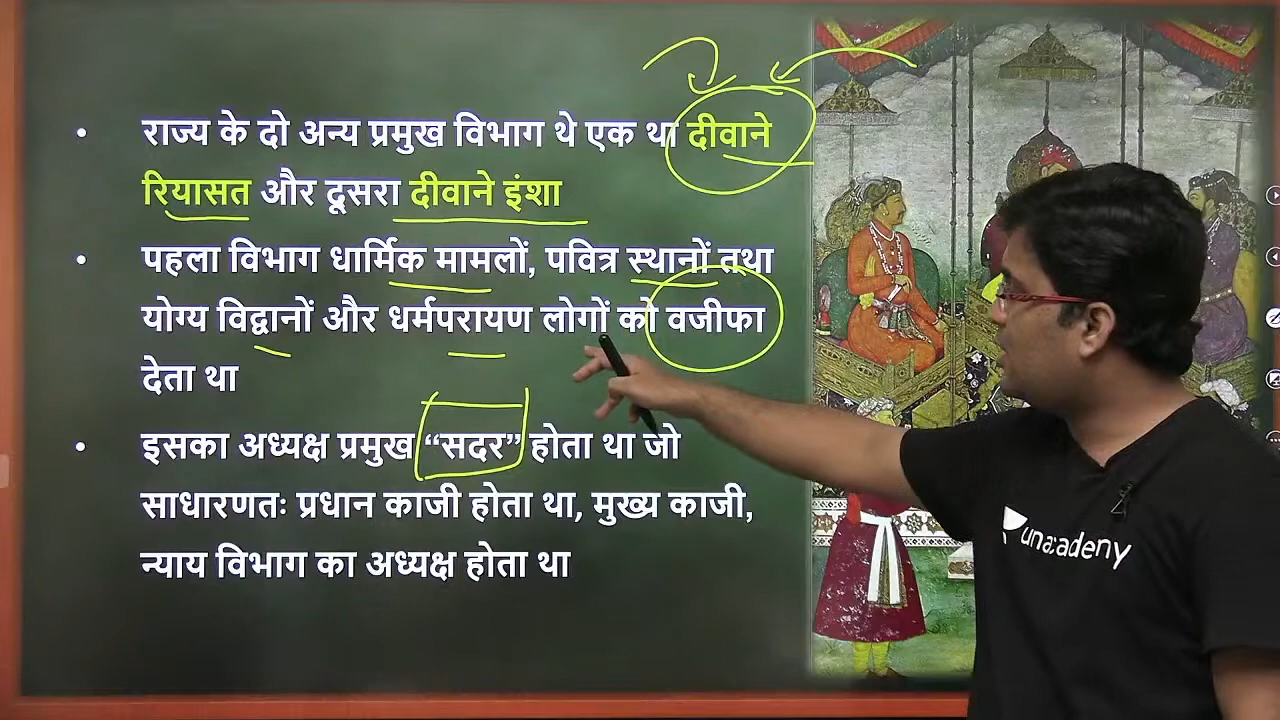 राज्य के दो अन्य प्रमुख विभाग थे एक था दीवाने
रियासत और दूसरा दीवाने इंशा
पहला विभाग धार्मिक मामलों, पवित्र स्थानों तथा
योग्य विद्वानों और धर्मपरायण लोगों को वजीफा
देता था
इसका अध्यक्ष प्रमुख “सदर” होता था जो
साधारणतः प्रधान काजी होता था, मुख्य काजी,
न्याय विभाग का अध्यक्ष होता था
unacademy